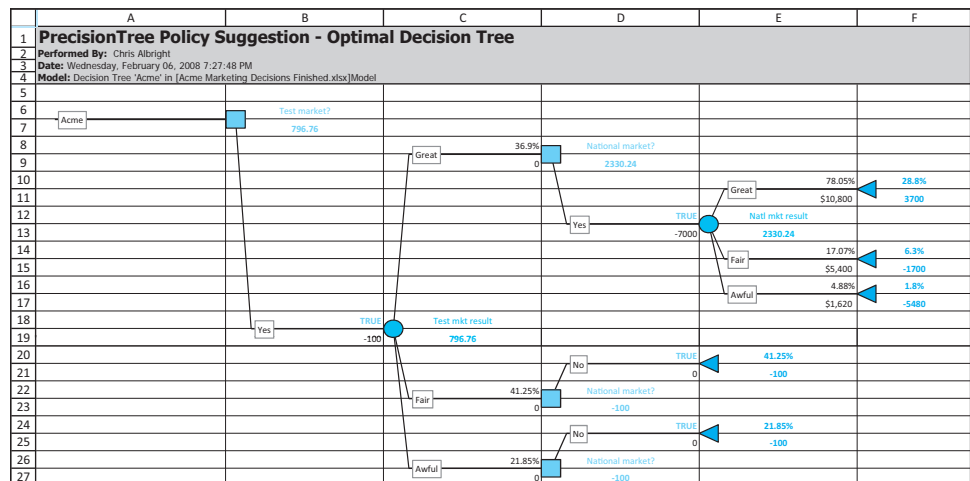 A B C D E F
1 PrecisionTree Policy Suggestion - Optimal Decision Tree
2 Performed By: Chris Albright
3 Date: Wednesday, February 06, 2008 7:27:48 PM
4 Model: Decision Tree 'Acme' in [Acme Marketing Decisions Finished.xlsx]Model
5
6 Test market?
Acme
7 796.76
8 36.9% National market?
Great
9 0 2330.24
10 78.05% 28.8%
Great
11 $10,800 3700
12 TRUE Natl mkt result
Yes
13 -7000 2330.24
14 17.07% 6.3%
Fair
15 $5,400 -1700
16 4.88% 1.8%
Awful
17 $1,620 -5480
18 TRUE Test mkt result
Yes
19 -100 796.76
20 TRUE 41.25%
No
21 0 -100
22 41.25% National market?
Fair
23 0 -100
24 TRUE 21.85%
No
25 0 -100
26 21.85% National market?
Awful
27 0 -100